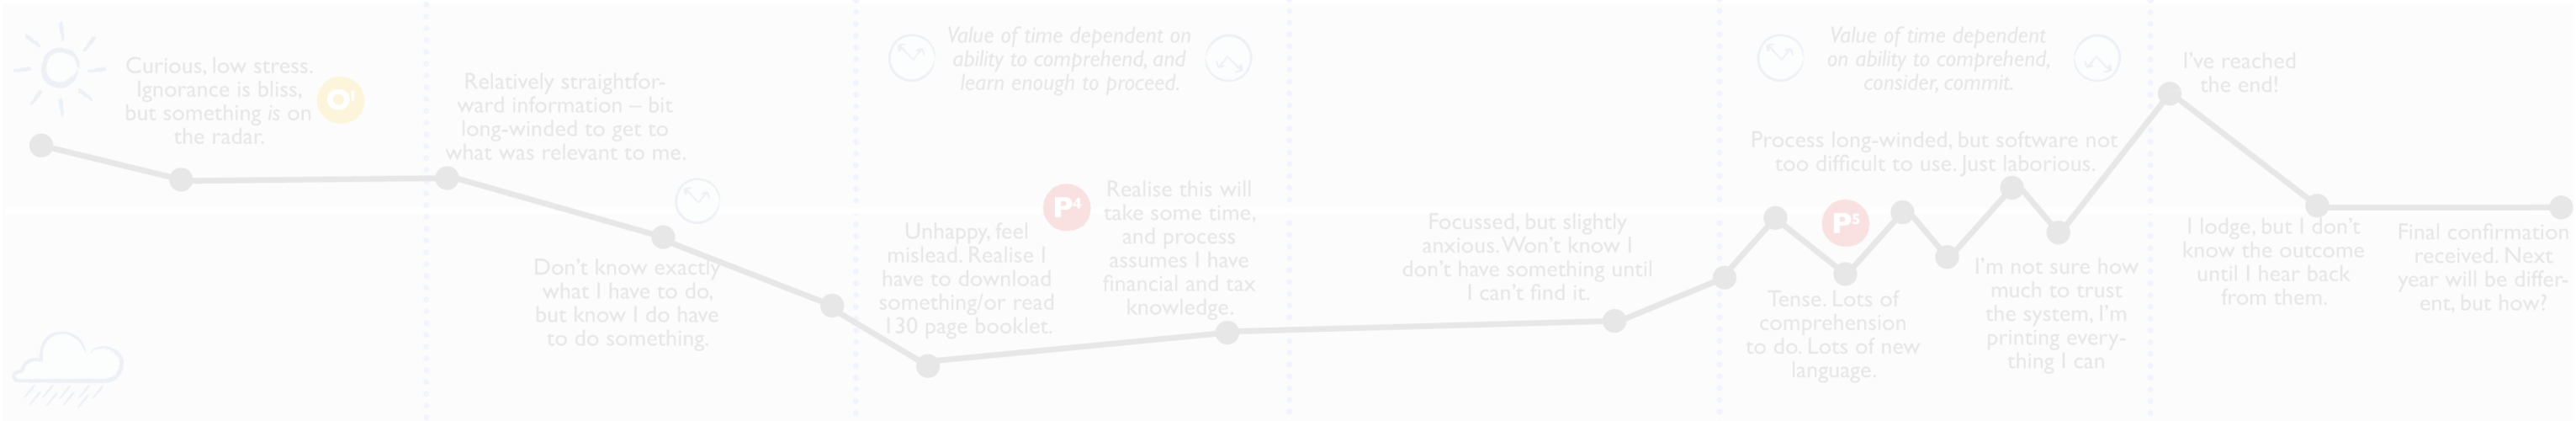 Curious, low stress.
Ignorance is bliss,
but something is on
the radar.
O¹
Relatively straightfor-
ward information – bit
long-winded to get to
what was relevant to me.
Don't know exactly
what I have to do,
but know I do have
to do something.
Value of time dependent on
ability to comprehend, and
learn enough to proceed.
Unhappy, feel
mislead. Realise I
have to download
something/or read
130 page booklet.
P⁴
Realise this will
take some time,
and process
assumes I have
financial and tax
knowledge.
Focussed, but slightly
anxious. Won't know I
don't have something until
I can't find it.
Value of time dependent
on ability to comprehend,
consider, commit.
Process long-winded, but software not
too difficult to use. Just laborious.
P⁵
Tense. Lots of
comprehension
to do. Lots of new
language.
I'm not sure how
much to trust
the system, I'm
printing every-
thing I can
I've reached
the end!
I lodge, but I don't
know the outcome
until I hear back
from them.
Final confirmation
received. Next
year will be differ-
ent, but how?